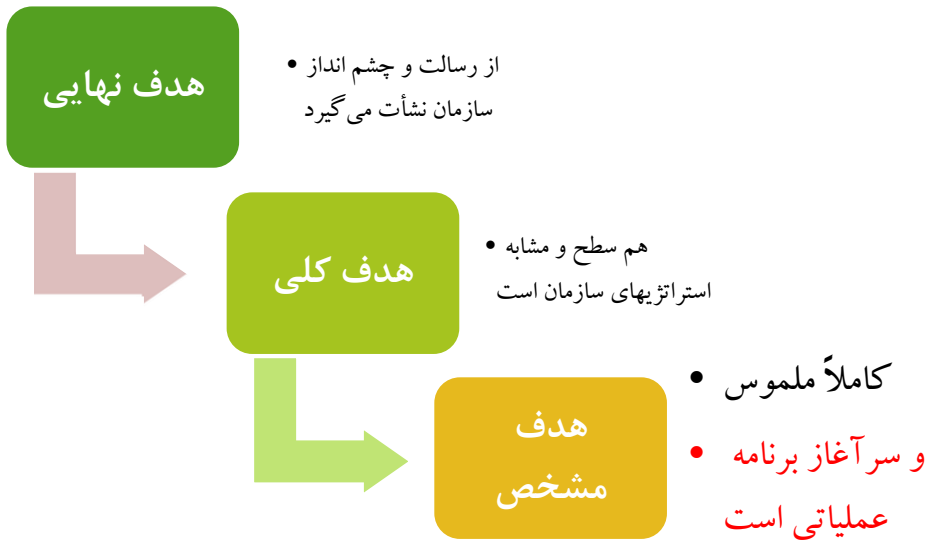 هدف نهایی
• از رسالت و چشم انداز
سازمان نشأت می‌گیرد
هدف کلی
• هم سطح و مشابه
استراتژیهای سازمان است
هدف
مشخص
• کاملاً ملموس
• و سرآغاز برنامه
عملیاتی است